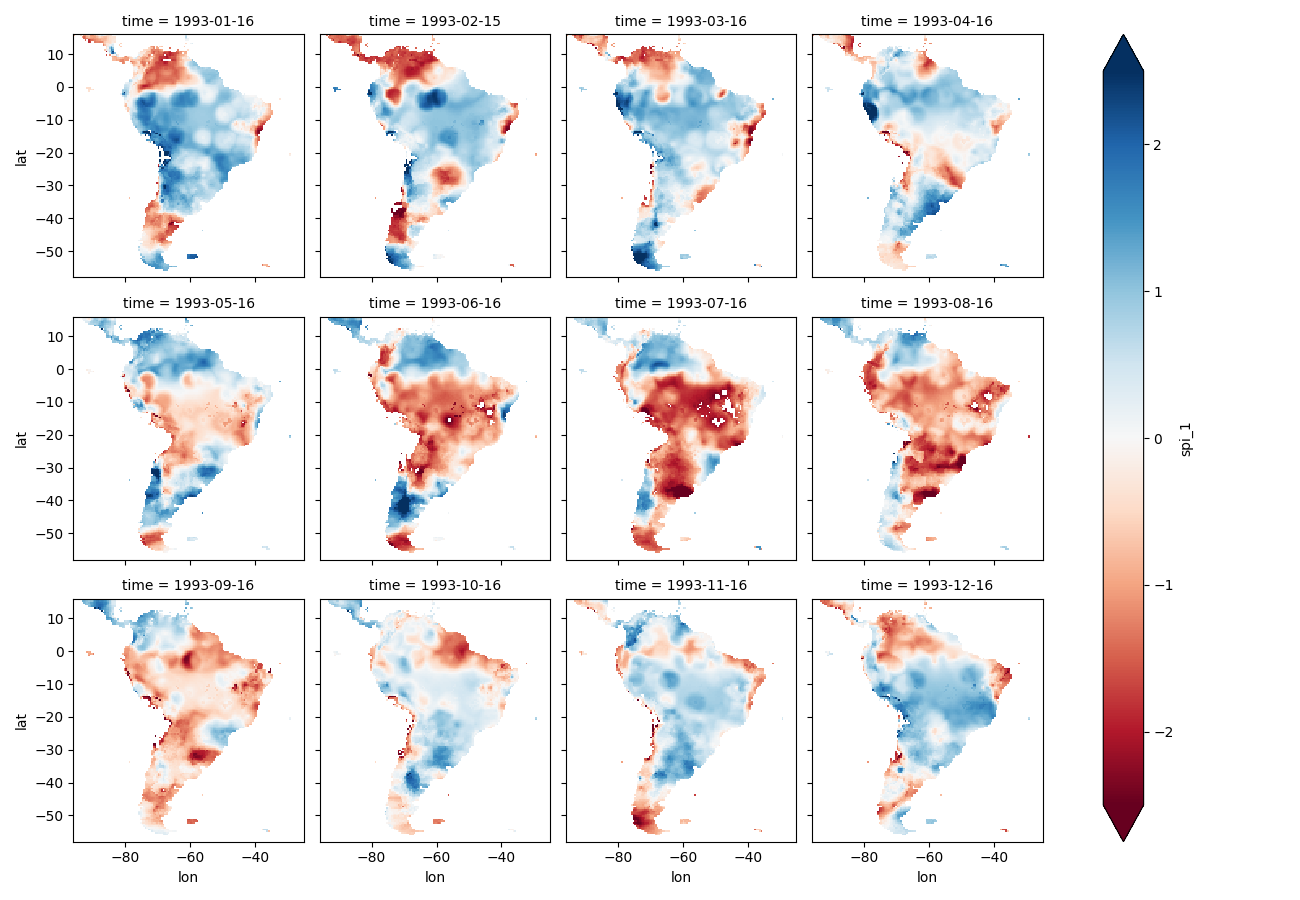 time = 1993-01-16
time = 1993-02-15
time = 1993-03-16
time = 1993-04-16
10
0
−10
−20
−30
−40
−50
lat
time = 1993-05-16
time = 1993-06-16
time = 1993-07-16
time = 1993-08-16
10
0
−10
−20
−30
−40
−50
lat
time = 1993-09-16
time = 1993-10-16
time = 1993-11-16
time = 1993-12-16
10
0
−10
−20
−30
−40
−50
lat
−80
−60
−40
lon
−80
−60
−40
lon
−80
−60
−40
lon
−80
−60
−40
lon
2
1
0
−1
−2
spi_1